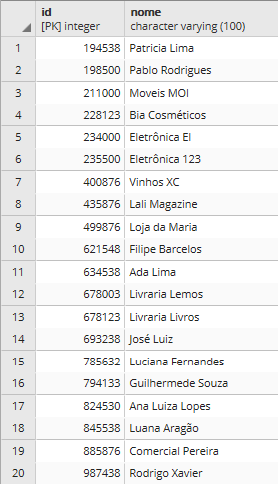 id nome
[PK] integer character varying (100)
1 194538 Patricia Lima
2 198500 Pablo Rodrigues
3 211000 Moveis MOI
4 228123 Bia Cosméticos
5 234000 Eletrônica EI
6 235500 Eletrônica 123
7 400876 Vinhos XC
8 435876 Lali Magazine
9 499876 Loja da Maria
10 621548 Filipe Barcelos
11 634538 Ada Lima
12 678003 Livraria Lemos
13 678123 Livraria Livros
14 693238 José Luiz
15 785632 Luciana Fernandes
16 794133 Guilhermede Souza
17 824530 Ana Luiza Lopes
18 845538 Luana Aragão
19 885876 Comercial Pereira
20 987438 Rodrigo Xavier